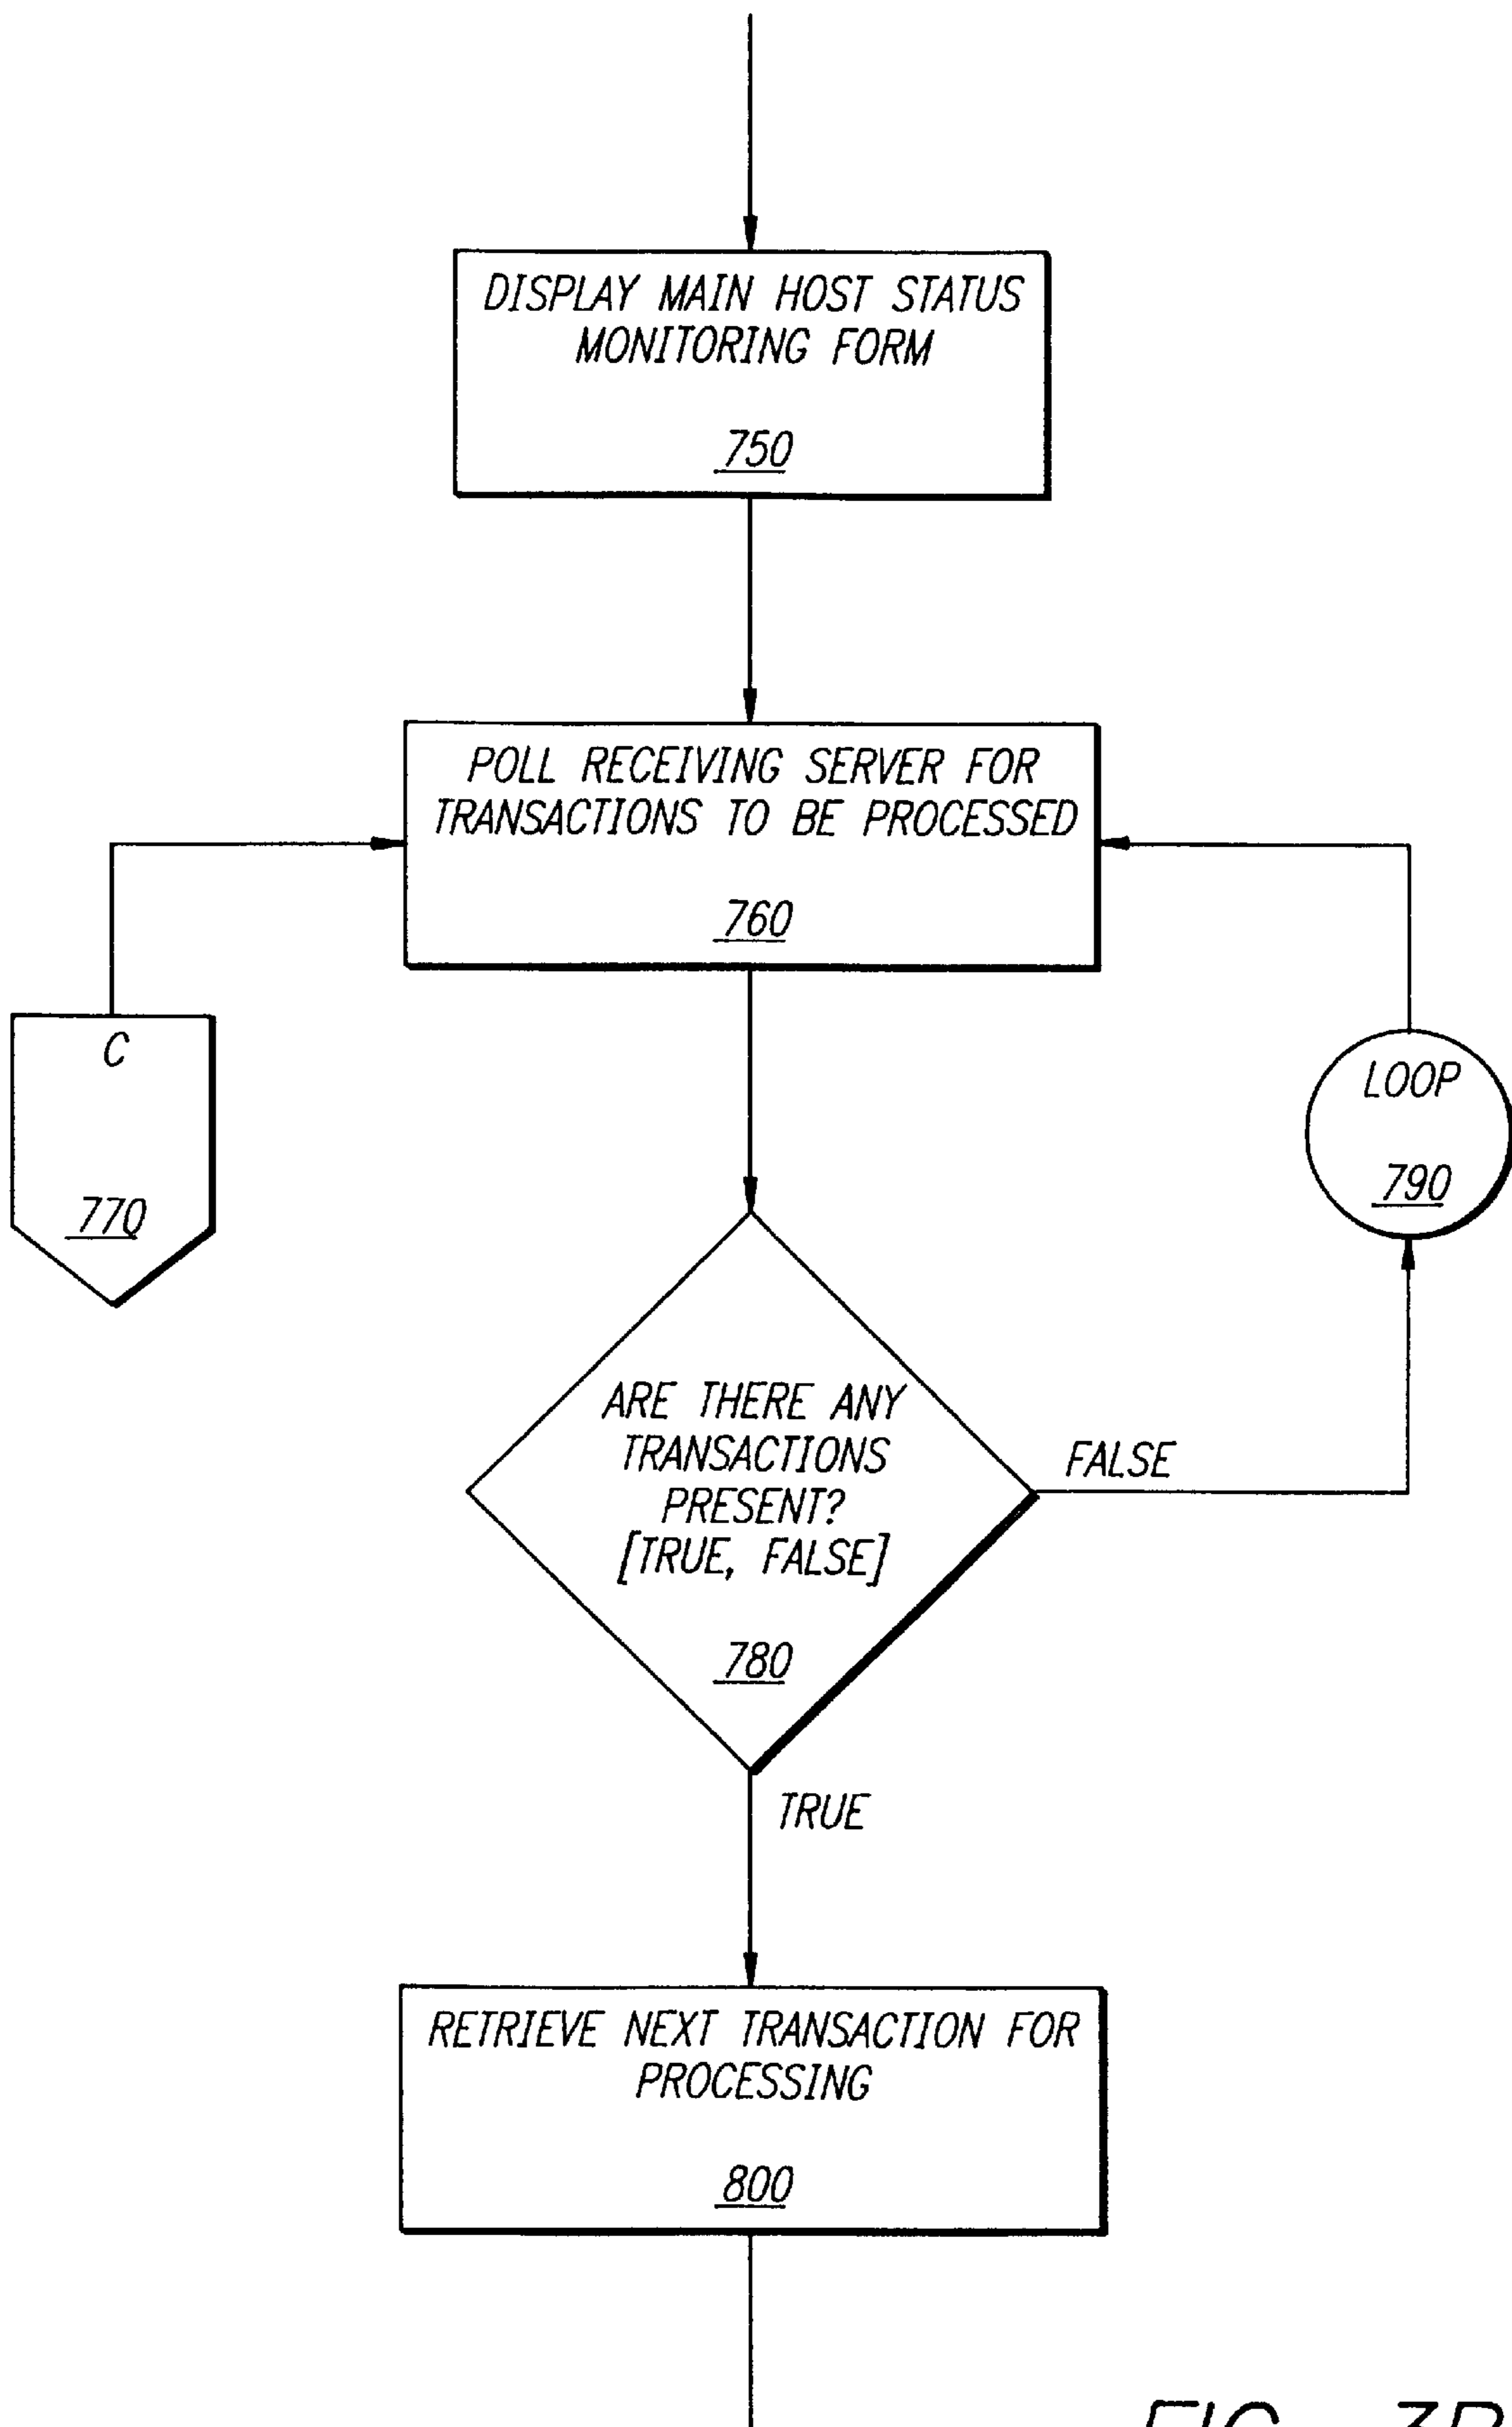 DISPLAY MAIN HOST STATUS
MONITORING FORM
750
POLL RECEIVING SERVER FOR
TRANSACTIONS TO BE PROCESSED
760
C
770
LOOP
790
ARE THERE ANY
TRANSACTIONS
PRESENT?
[TRUE, FALSE]
780
FALSE
TRUE
RETRIEVE NEXT TRANSACTION FOR
PROCESSING
800
FIG.